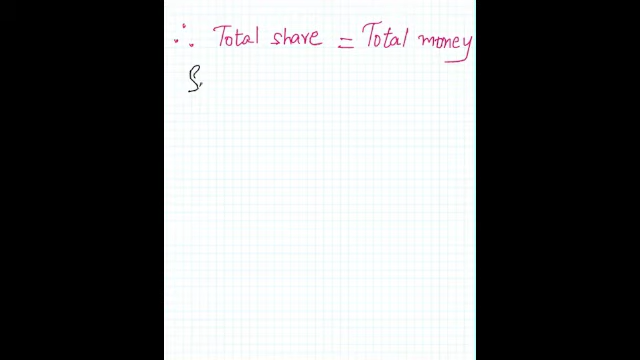 ∴ Total share = Total money